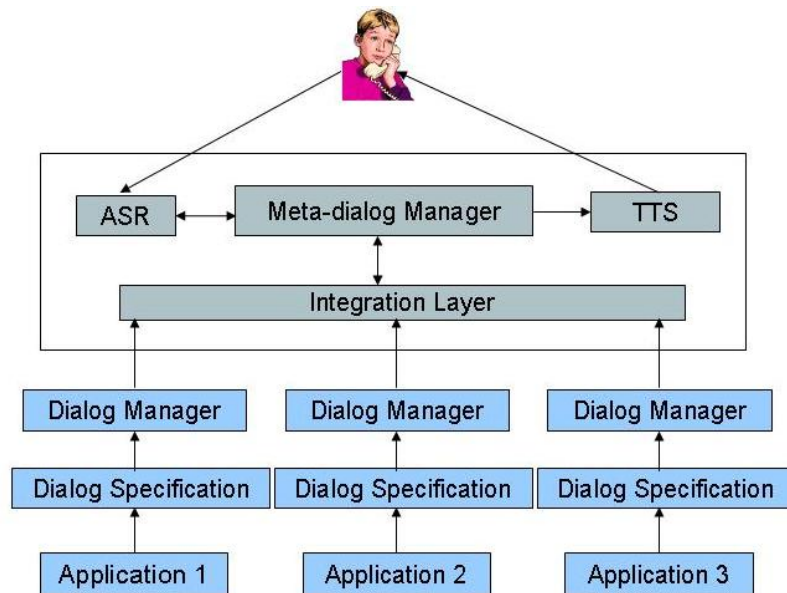 ASR
Meta-dialog Manager
TTS
Integration Layer
Dialog Manager
Dialog Manager
Dialog Manager
Dialog Specification
Dialog Specification
Dialog Specification
Application 1
Application 2
Application 3